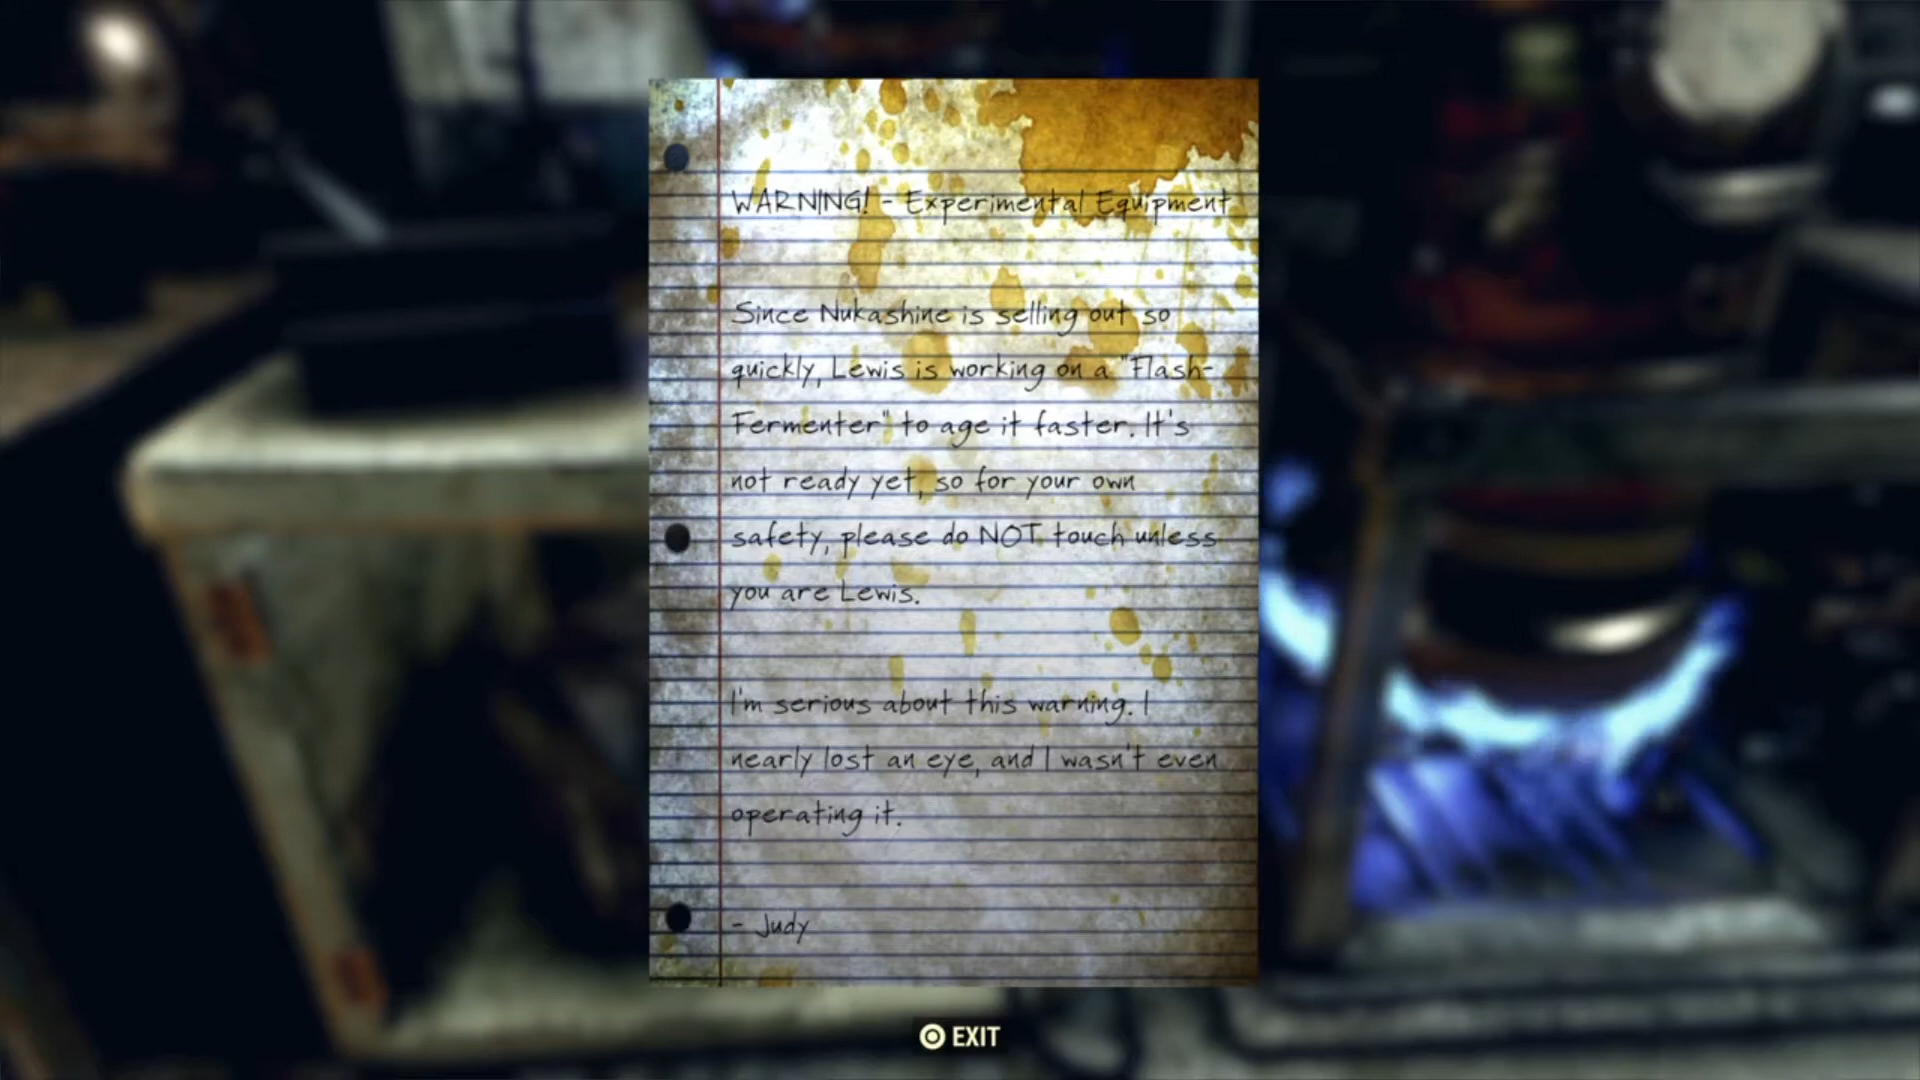 WARNING! - Experimental Equipment
Since Nukashine is selling out so
quickly, Lewis is working on a "Flash-
Fermenter" to age it faster. It's
not ready yet, so for your own
safety, please do NOT touch unless
you are Lewis.
I'm serious about this warning. I
nearly lost an eye, and I wasn't even
operating it.
- Judy
EXIT